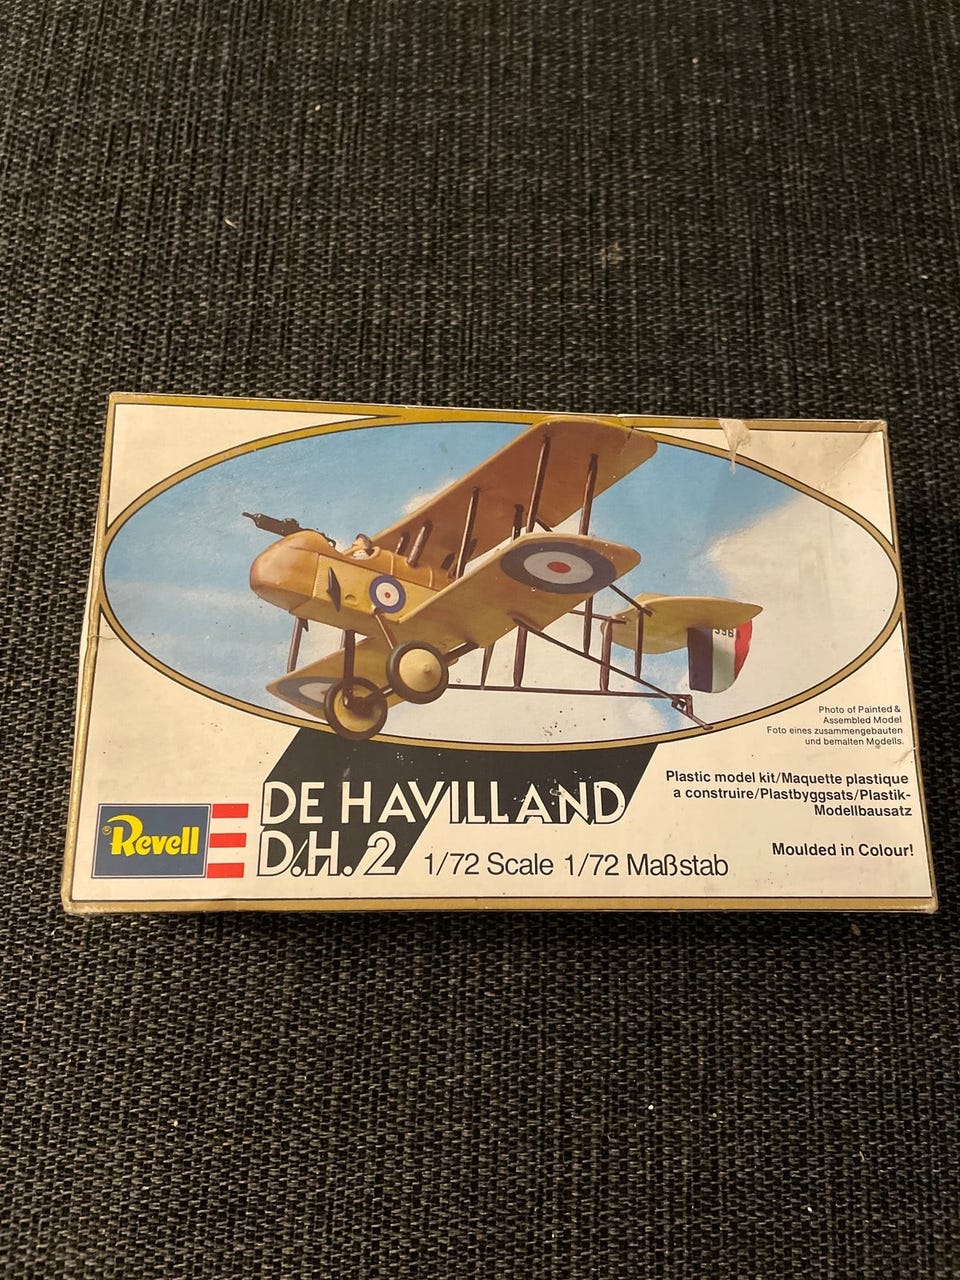 Photo of Painted &
Assembled Model
Foto eines zusammengebauten
und bemalten Modells.
Plastic model kit/Maquette plastique
a construire/Plastbyggsats/Plastik-
Modellbausatz
Moulded in Colour!
®Revell
DE HAVILLAND
D.H. 2
1/72 Scale 1/72 Maßstab